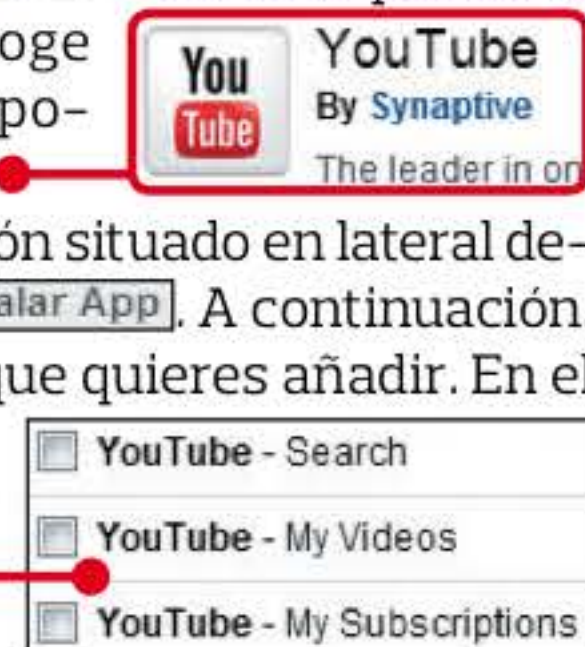 oge
po-
You
Tube
YouTube
By Synaptive
The leader in on
ón situado en lateral de-
alar App. A continuación
que quieres añadir. En el
YouTube - Search
YouTube - My Videos
YouTube - My Subscriptions